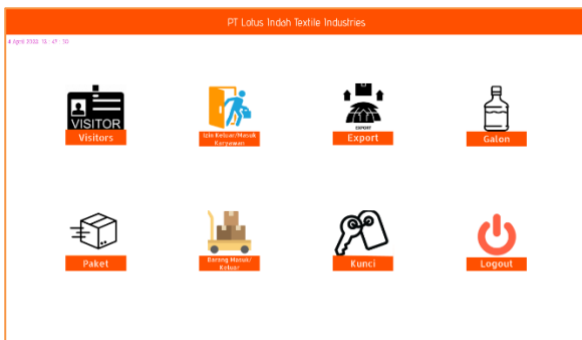 PT Lotus Indah Textile Industries
VISITOR
Visitors
Izin Keluar/Masuk
Karyawan
EXPORT
Export
Galon
Paket
Barang Masuk/
Keluar
Kunci
Logout